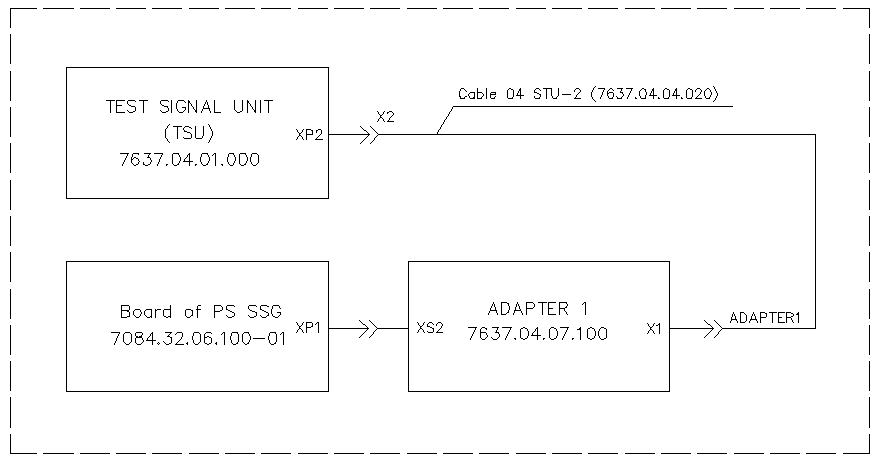 Cable 04 STU-2 (7637.04.04.020)
TEST SIGNAL UNIT
(TSU)
7637.04.01.000
XP2
X2
Board of PS SSG
7084.32.06.100-01
XP1
XS2
ADAPTER 1
7637.04.07.100
X1
ADAPTER1